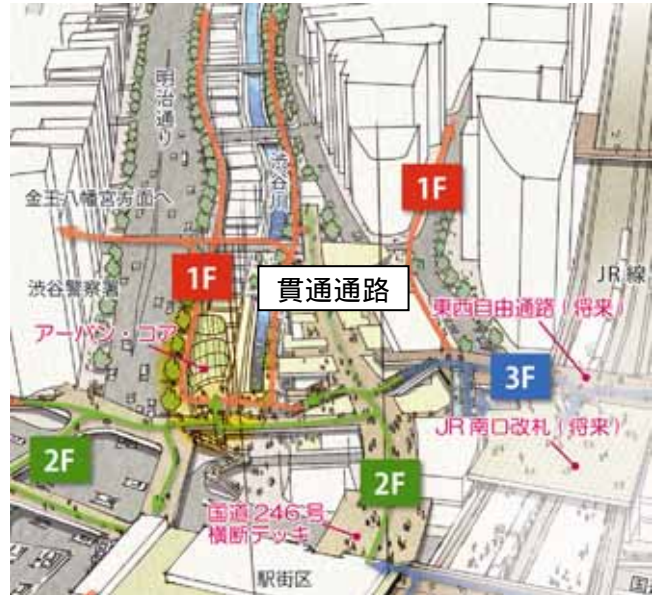 明治通り
渋谷川
金王八幡宮方面へ
1F
1F
貫通通路
JR線
渋谷警察署
東西自由通路(将来)
アーバン・コア
3F
JR南口改札(将来)
2F
2F
国道246号
横断デッキ
駅街区
国